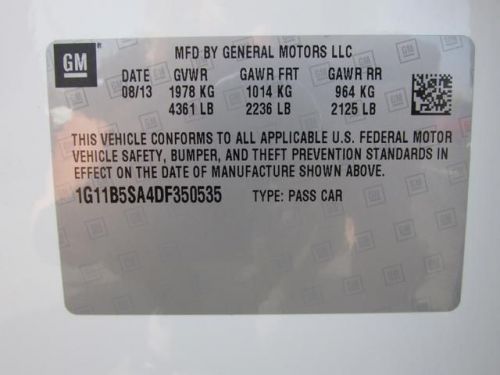 GM ® MFD BY GENERAL MOTORS LLC
DATE GVWR GAWR FRT GAWR RR
08/13 1978 KG 1014 KG 964 KG
4361 LB 2236 LB 2125 LB
THIS VEHICLE CONFORMS TO ALL APPLICABLE U.S. FEDERAL MOTOR
VEHICLE SAFETY, BUMPER, AND THEFT PREVENTION STANDARDS IN
EFFECT ON THE DATE OF MANUFACTURE SHOWN ABOVE.
1G11B5SA4DF350535 TYPE: PASS CAR